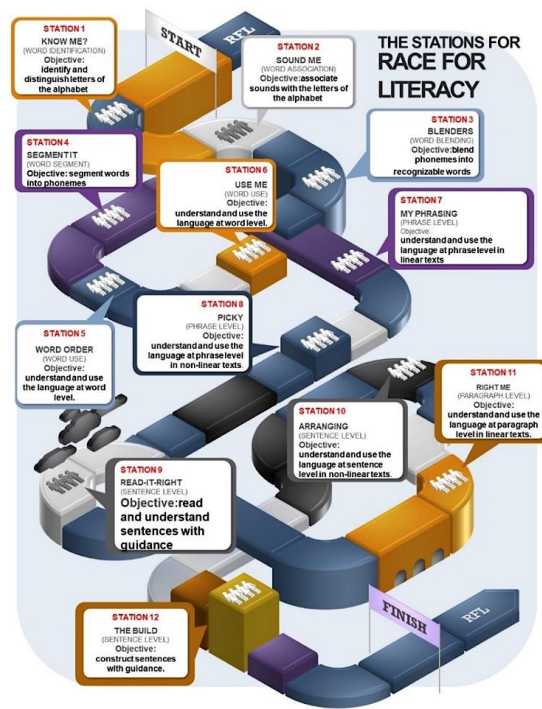 THE STATIONS FOR
RACE FOR
LITERACY
START
RFL
STATION 1
KNOW ME?
(WORD IDENTIFICATION)
Objective:
identify and
distinguish letters of
the alphabet
STATION 2
SOUND ME
(WORD ASSOCIATION)
Objective: associate
sounds with the letters of
the alphabet
STATION 3
BLENDERS
(WORD BLENDING)
Objective: blend
phonemes into
recognizable words
STATION 4
SEGMENT IT
(WORD SEGMENT)
Objective: segment words
into phonemes
STATION 6
USE ME
(WORD USE)
Objective:
understand and use
the language at word level.
STATION 7
MY PHRASING
(PHRASE LEVEL)
Objective:
understand and use the
language at phrase level in
linear texts
STATION 5
WORD ORDER
(WORD USE)
Objective:
understand and use
the language at word
level.
STATION 8
PICKY
(PHRASE LEVEL)
Objective:
understand and use the
language at phrase level
in non-linear texts.
STATION 11
RIGHT ME
(PARAGRAPH LEVEL)
Objective:
understand and use
the language at paragraph
level in linear texts.
STATION 10
ARRANGING
(SENTENCE LEVEL)
Objective:
understand and use the
language at sentence
level in non-linear texts.
STATION 9
READ-IT-RIGHT
(SENTENCE LEVEL)
Objective: read
and understand
sentences with
guidance
STATION 12
THE BUILD
(SENTENCE LEVEL)
Objective:
construct sentences
with guidance.
FINISH
RFL